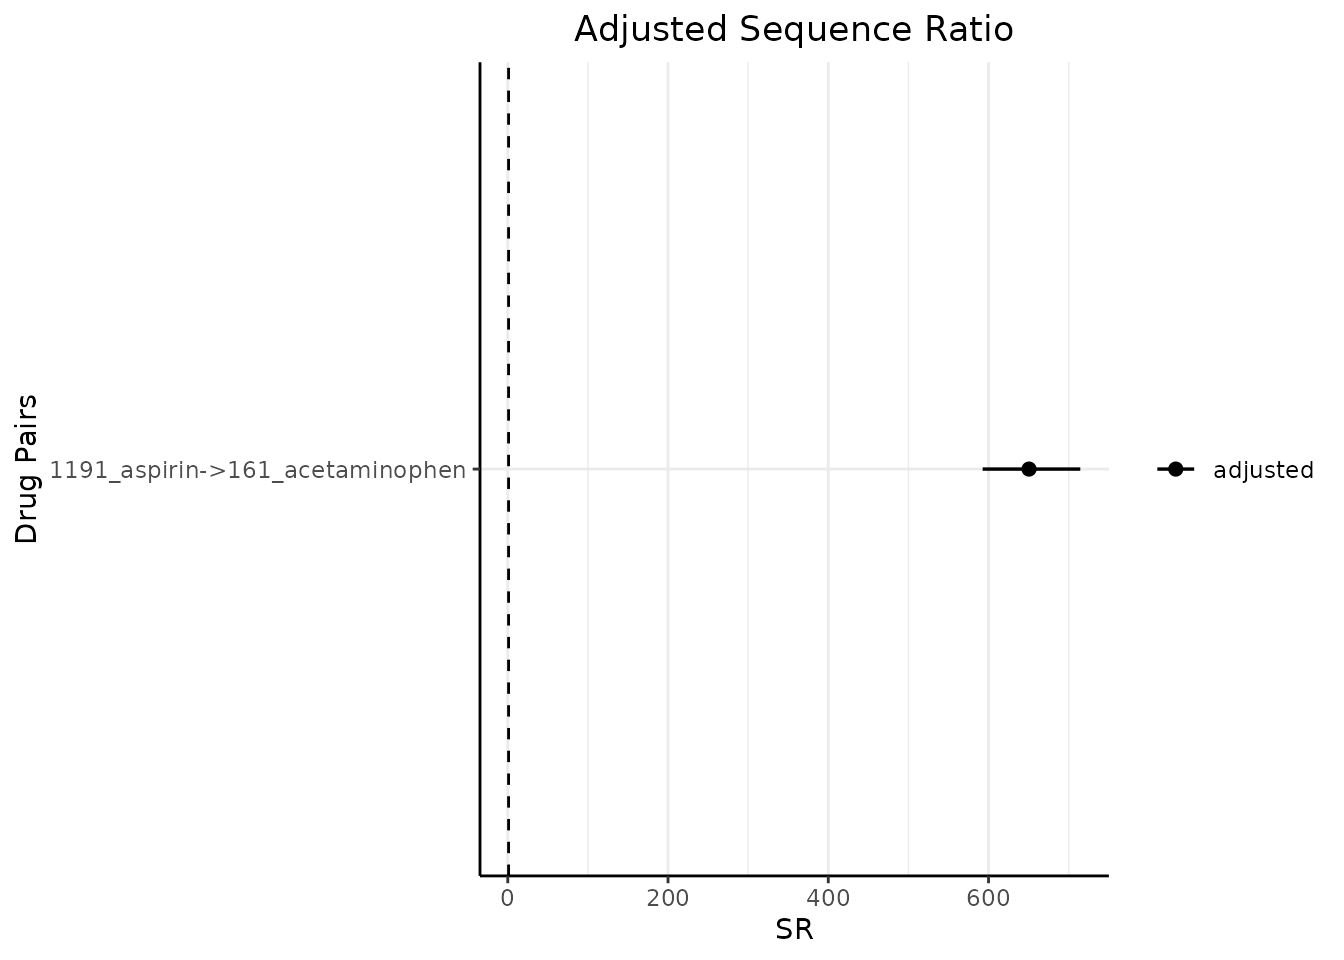 Adjusted Sequence Ratio
Drug Pairs
1191_aspirin->161_acetaminophen
adjusted
0 200 400 600
SR